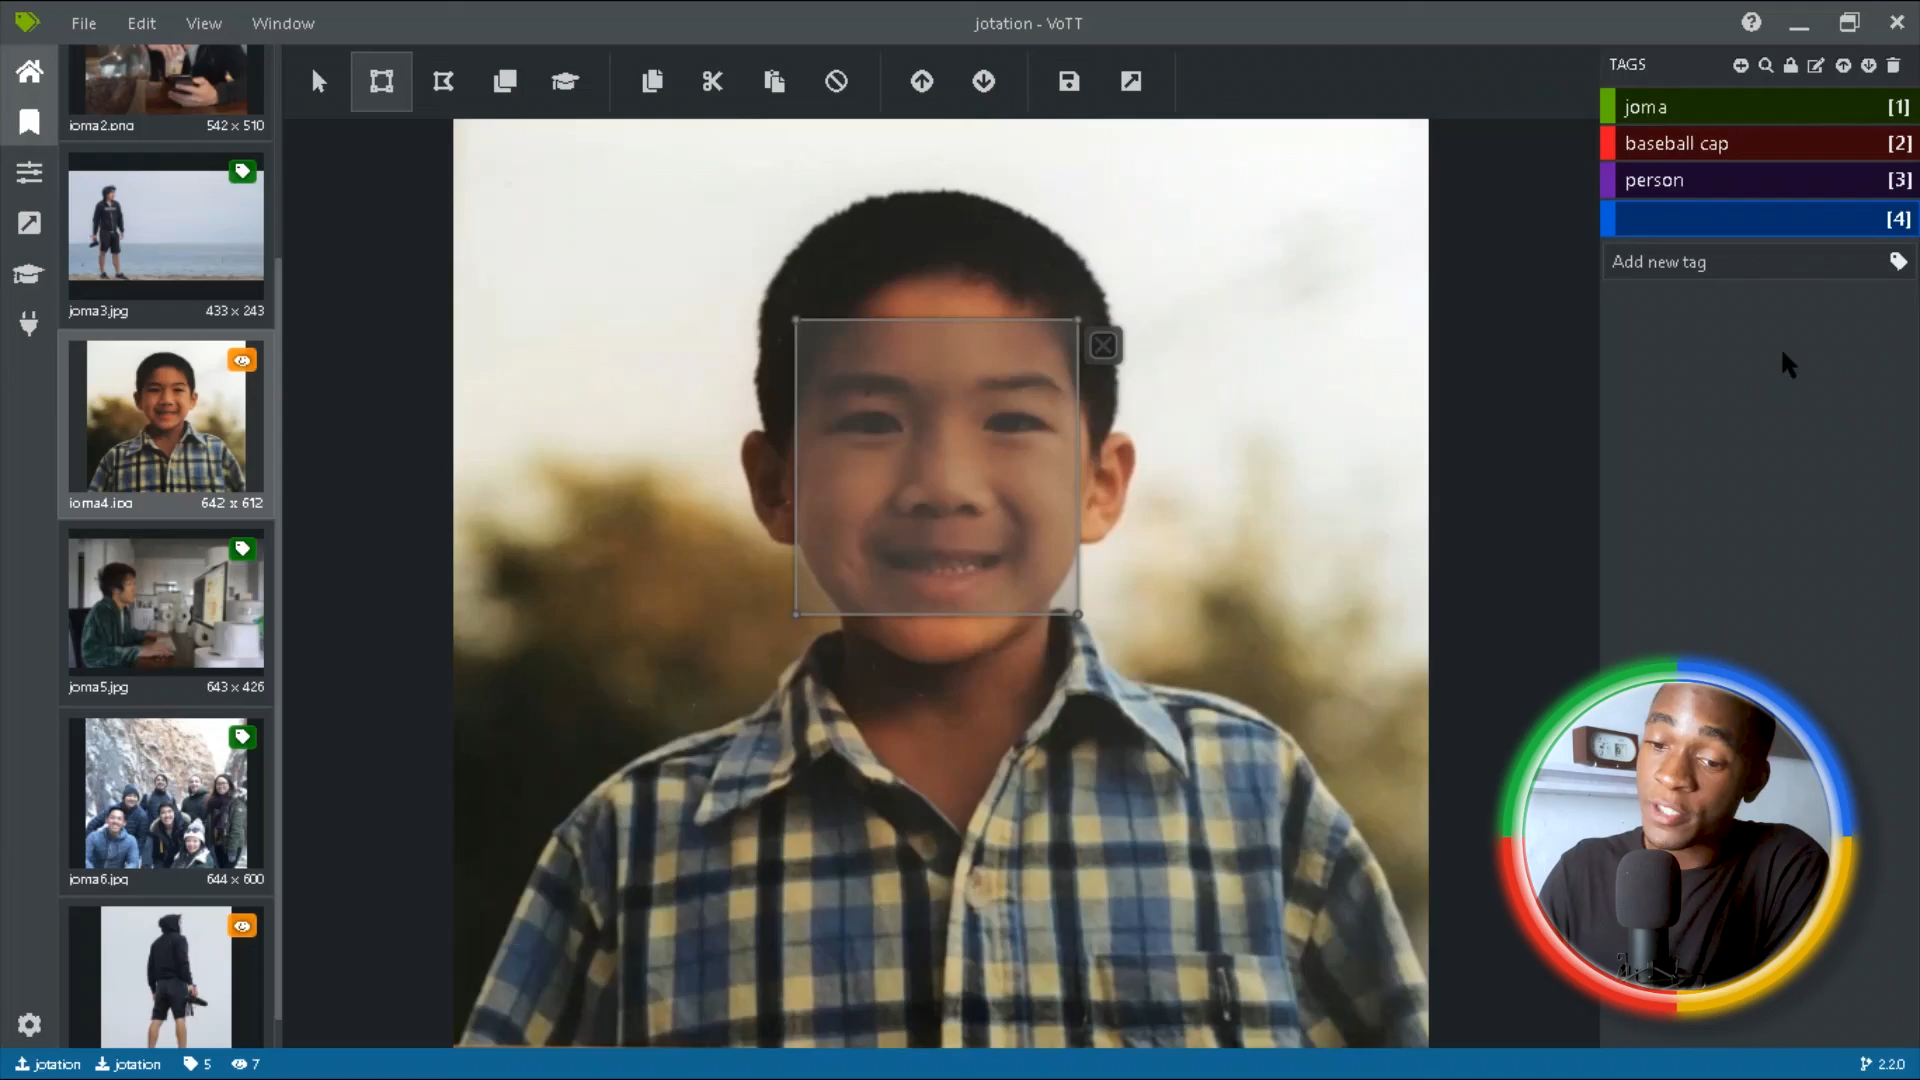 File Edit View Window jotation - VoTT
joma2.png 542 x 510
joma3.jpg 433 x 243
joma4.jpg 642 x 612
joma5.jpg 643 x 426
joma6.jpg 644 x 600
TAGS
joma [1]
baseball cap [2]
person [3]
[4]
Add new tag
jotation jotation 5 7 2.2.0